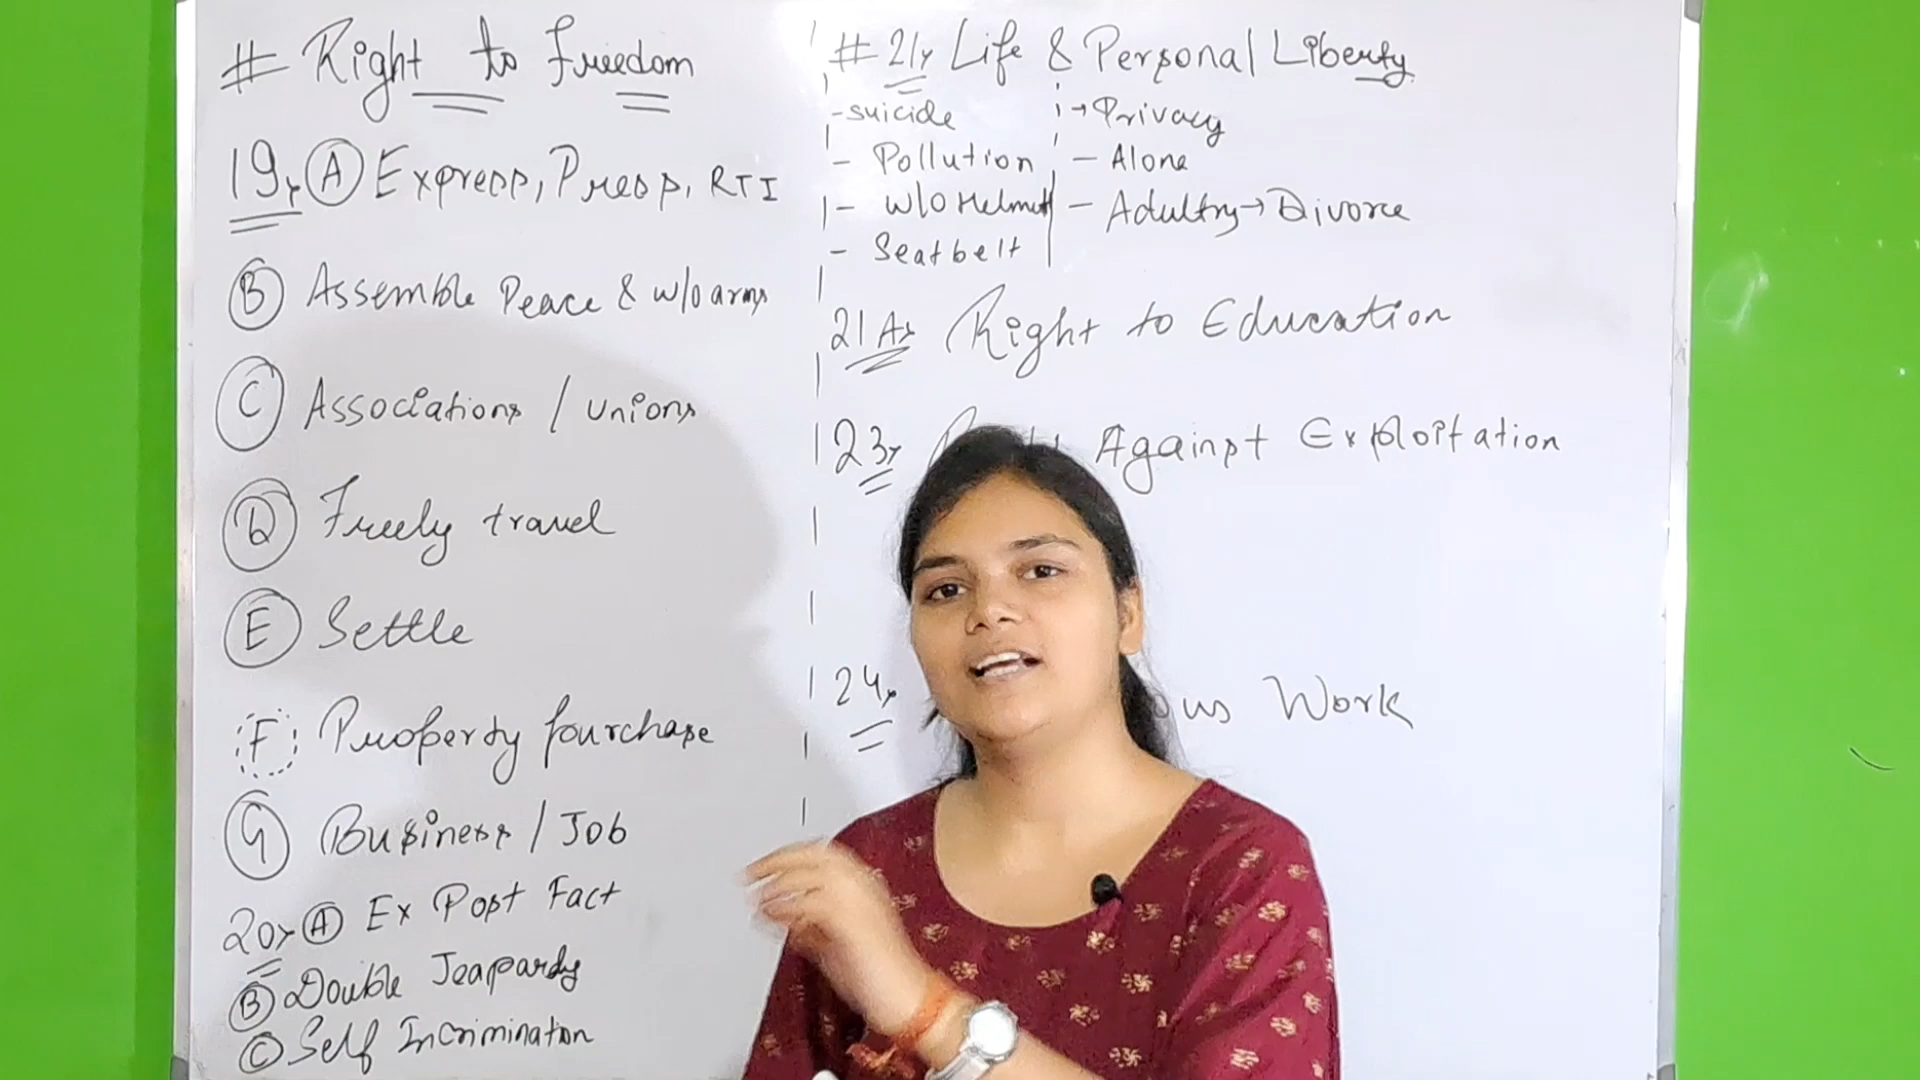 # Right to freedom
19, (A) Express, Press, RTI
(B) Assemble Peace & w/o arms
(C) Associations / unions
(D) Freely travel
(E) Settle
(F) Property purchase
(G) Business / Job
20, (A) Ex Post Fact
(B) Double Jeapardy
(C) Self Incrimination
# 21, Life & Personal Liberty
- suicide
- Pollution
- w/o Helmet
- Seatbelt
→ Privacy
- Alone
- Adultry → Divorce
21A, Right to Education
23, Against Exploitation
24, Work